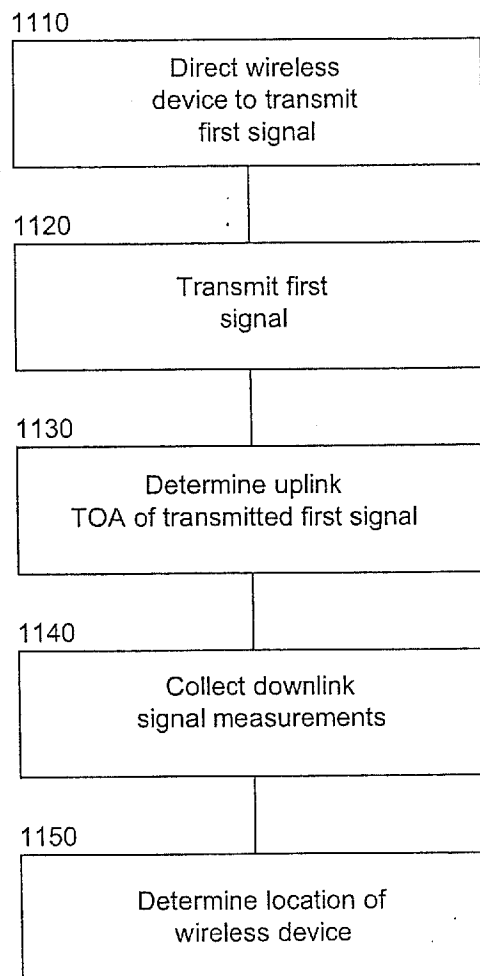 1110
Direct wireless
device to transmit
first signal
1120
Transmit first
signal
1130
Determine uplink
TOA of transmitted first signal
1140
Collect downlink
signal measurements
1150
Determine location of
wireless device